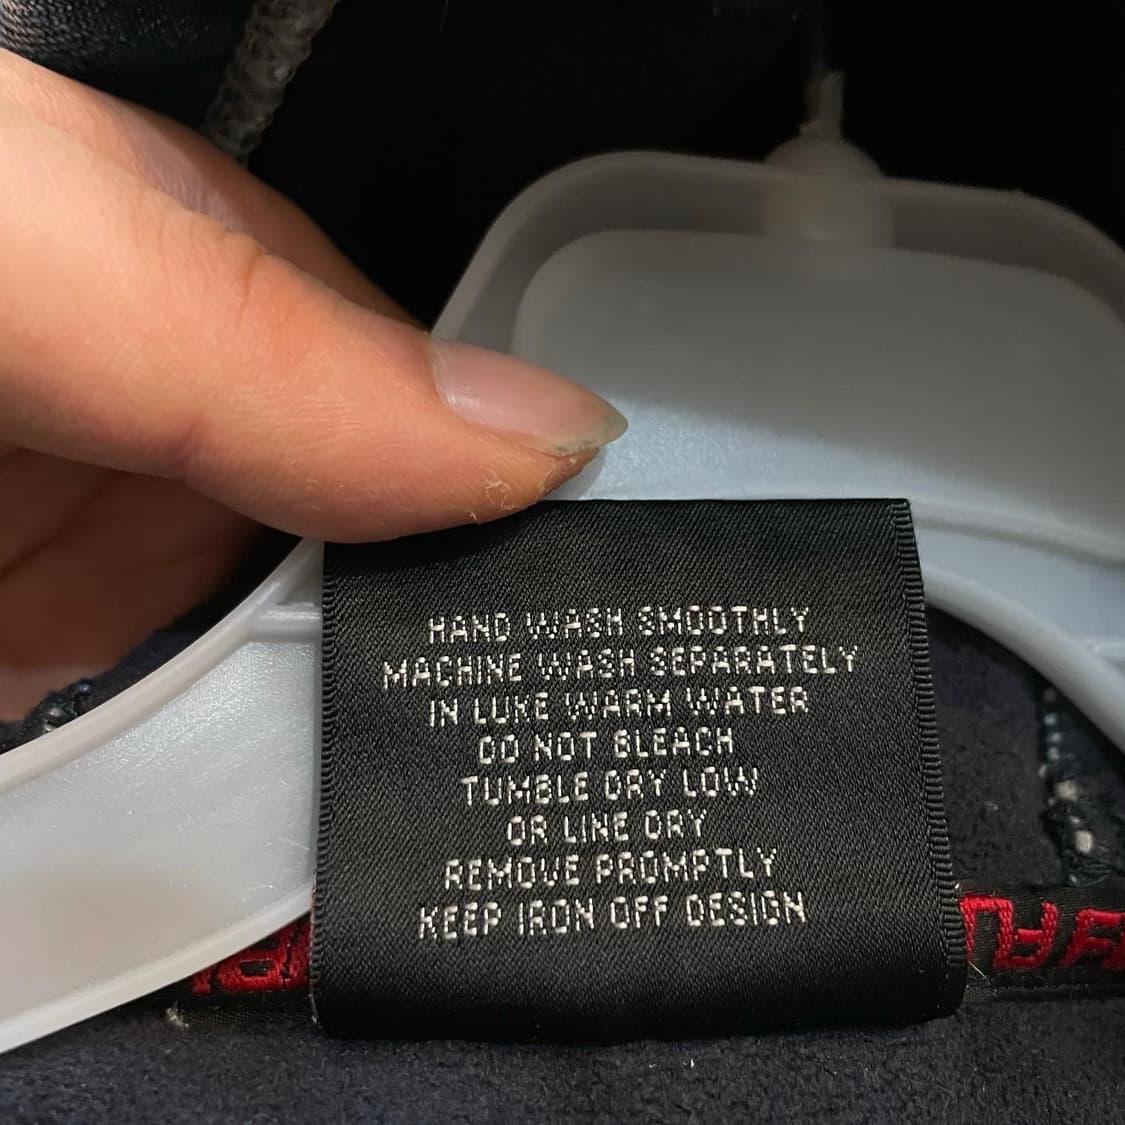 HAND WASH SMOOTHLY
MACHINE WASH SEPARATELY
IN LUKE WARM WATER
DO NOT BLEACH
TUMBLE DRY LOW
OR LINE DRY
REMOVE PROMPTLY
KEEP IRON OFF DESIGN